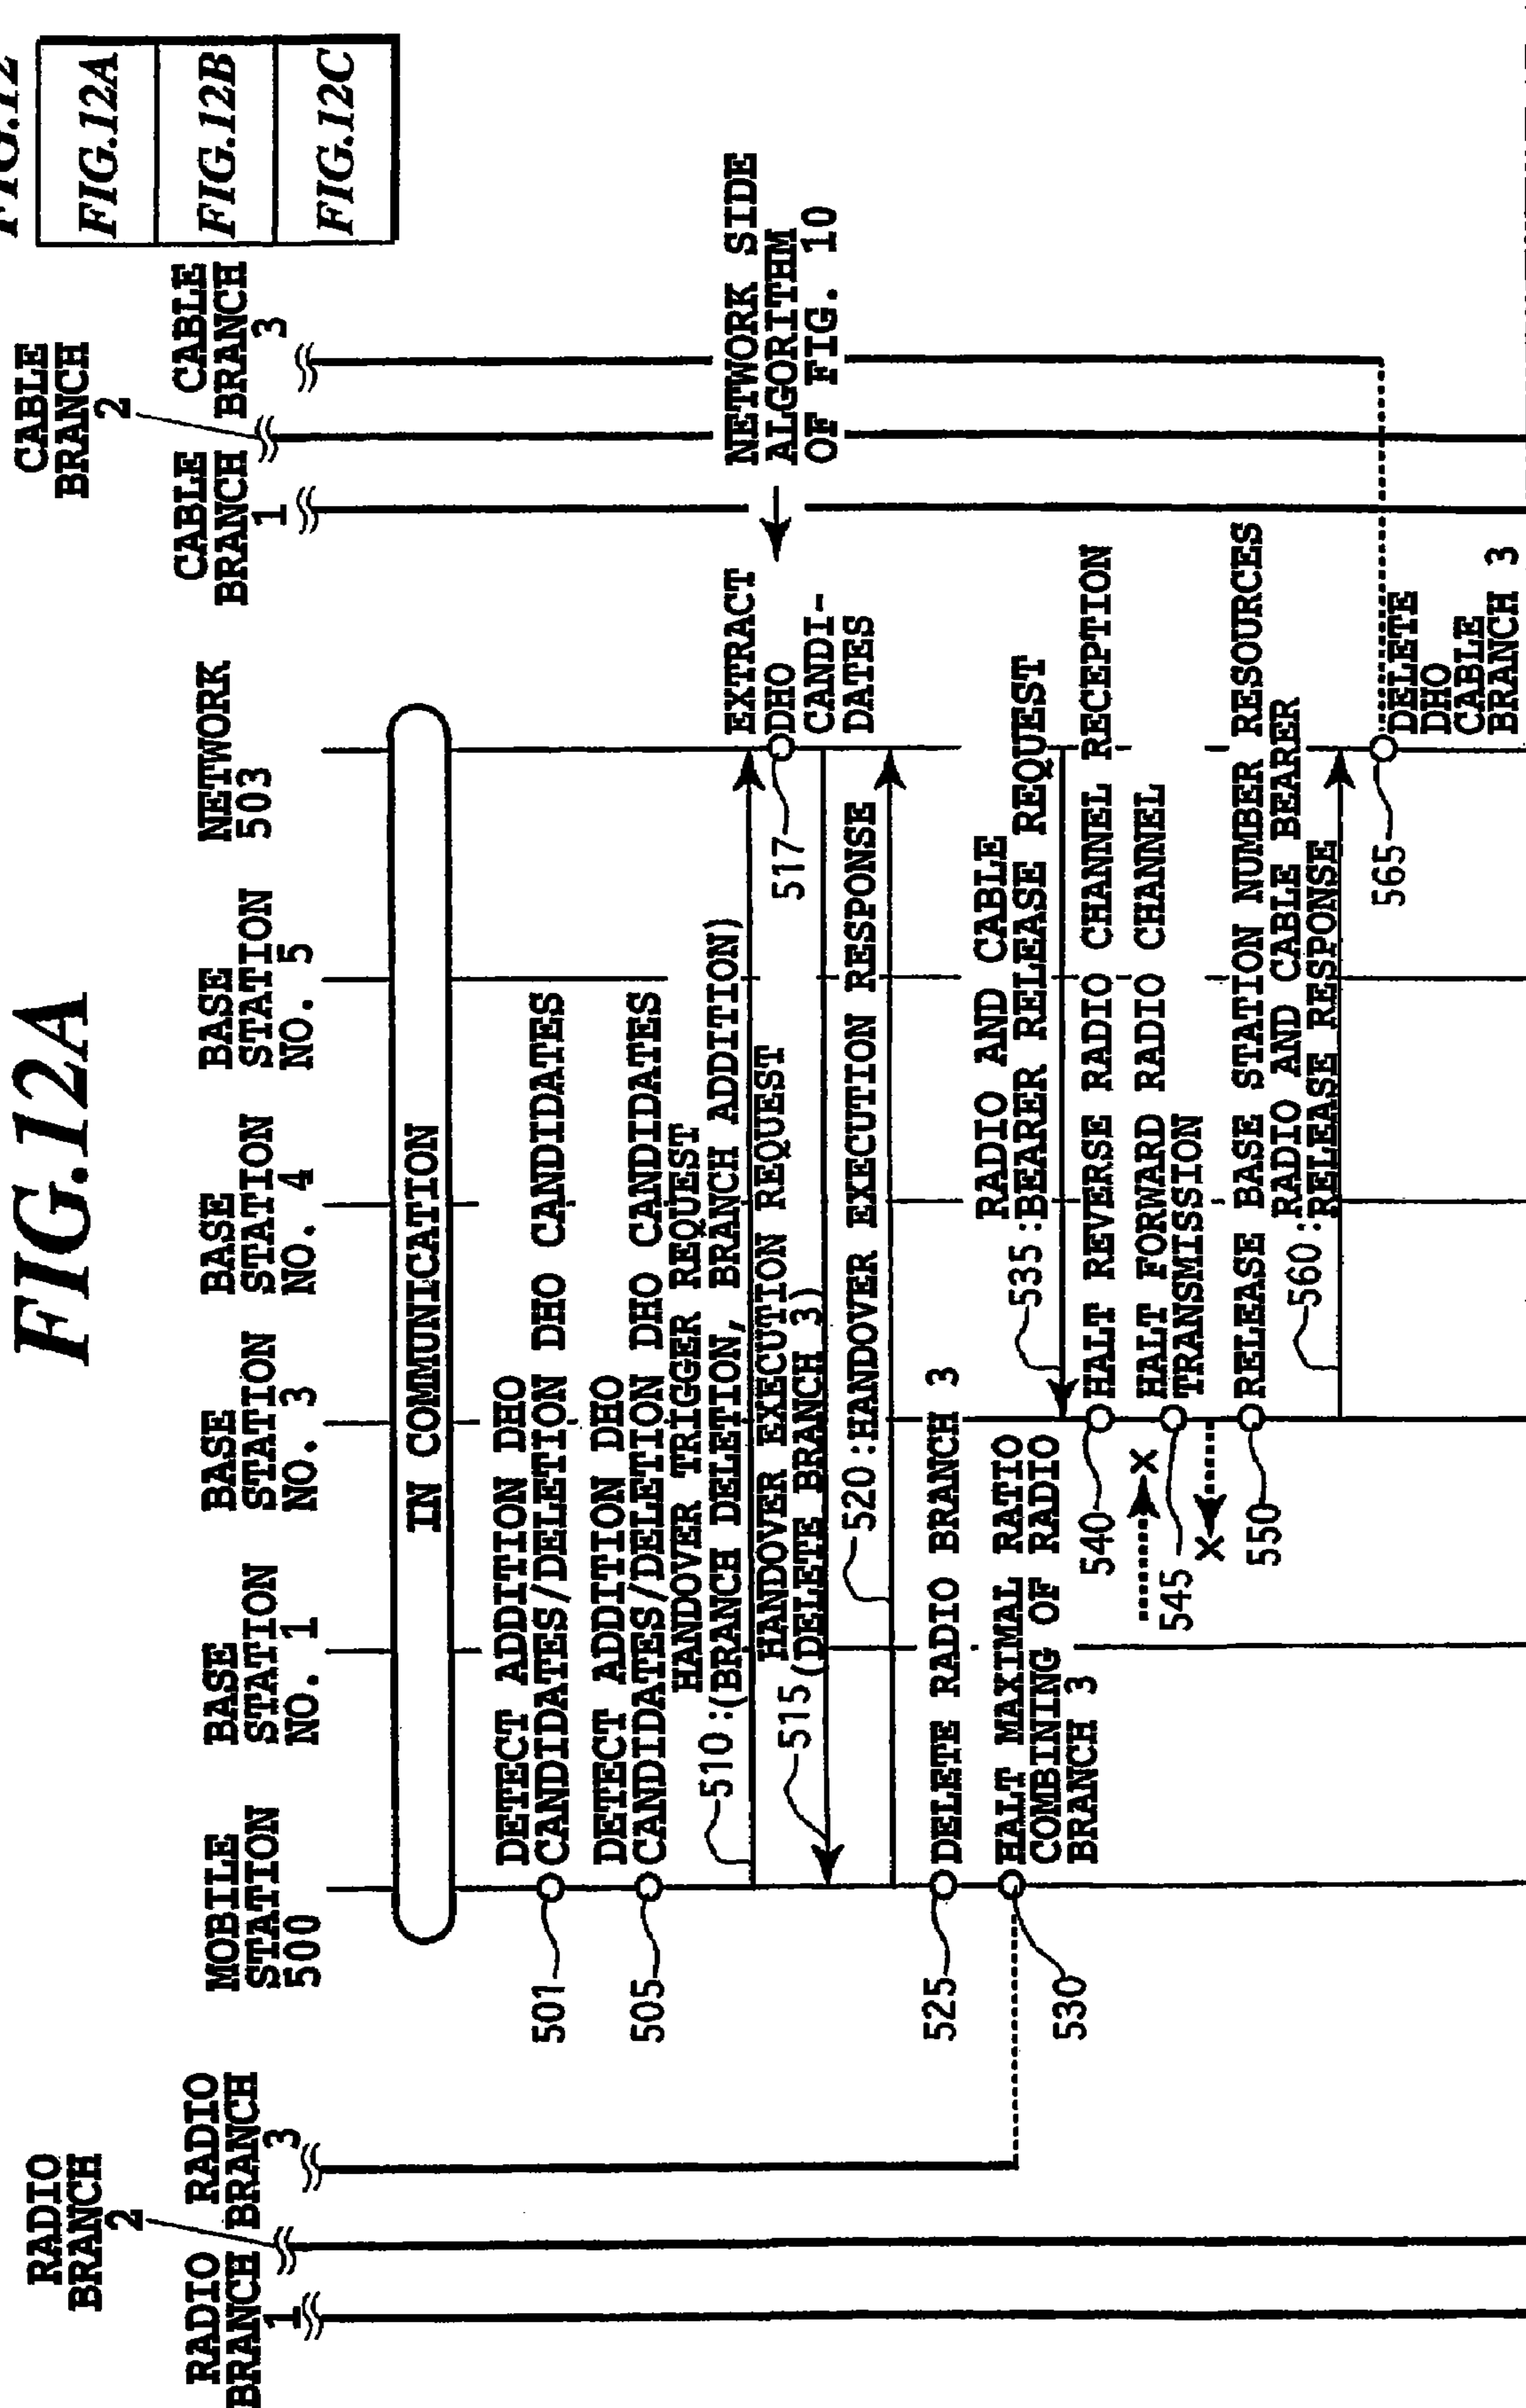 FIG.12A
FIG.12
FIG.12A
FIG.12B
FIG.12C
RADIO
BRANCH
2
RADIO
BRANCH
1
RADIO
BRANCH
3
MOBILE
STATION
500
BASE
STATION
NO. 1
BASE
STATION
NO. 3
BASE
STATION
NO. 4
BASE
STATION
NO. 5
NETWORK
503
CABLE
BRANCH
1
CABLE
BRANCH
2
CABLE
BRANCH
3
IN COMMUNICATION
DETECT ADDITION DHO
501
CANDIDATES/DELETION DHO CANDIDATES
DETECT ADDITION DHO
505
CANDIDATES/DELETION DHO CANDIDATES
HANDOVER TRIGGER REQUEST
510:(BRANCH DELETION, BRANCH ADDITION)
EXTRACT
DHO
CANDI-
DATES
517
NETWORK SIDE
ALGORITHM
OF FIG. 10
HANDOVER EXECUTION REQUEST
515(DELETE BRANCH 3)
520:HANDOVER EXECUTION RESPONSE
525
DELETE RADIO BRANCH 3
530
HALT MAXIMAL RATIO
COMBINING OF RADIO
BRANCH 3
RADIO AND CABLE
535:BEARER RELEASE REQUEST
540
HALT REVERSE RADIO CHANNEL RECEPTION
X
545
HALT FORWARD RADIO CHANNEL
TRANSMISSION
X
550
RELEASE BASE STATION NUMBER RESOURCES
560:RADIO AND CABLE BEARER
RELEASE RESPONSE
565
DELETE
DHO
CABLE
BRANCH 3